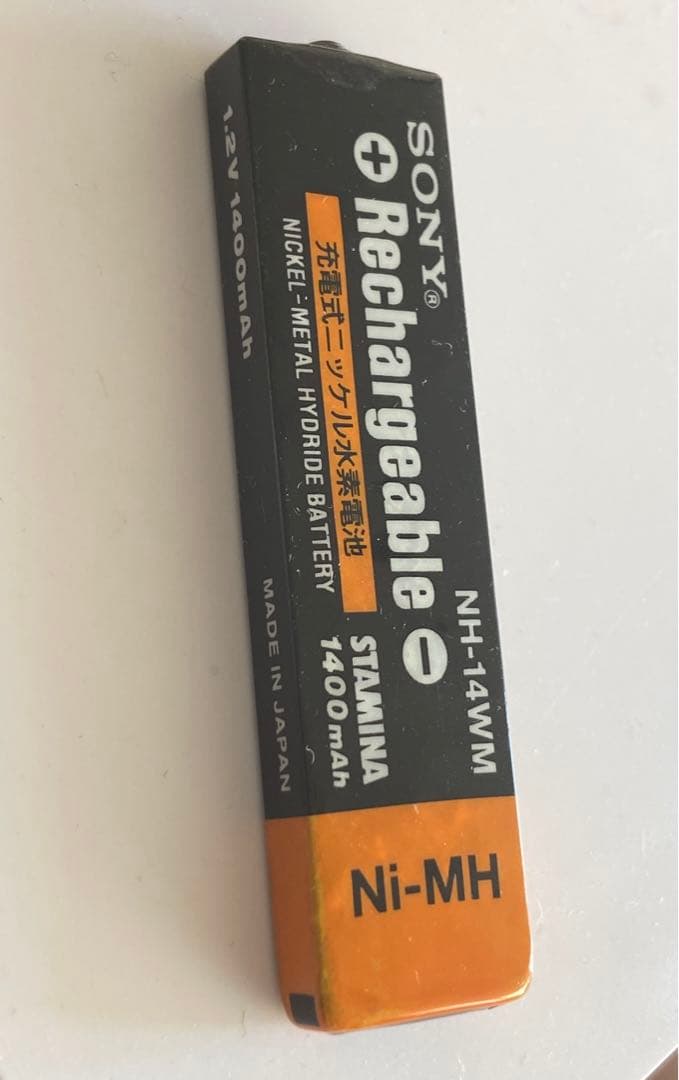 SONY®
NH-14WM
⊕ Rechargeable ⊖
充電式ニッケル水素電池
NICKEL-METAL HYDRIDE BATTERY
STAMINA
1400mAh
Ni-MH
1.2V 1400mAh
MADE IN JAPAN